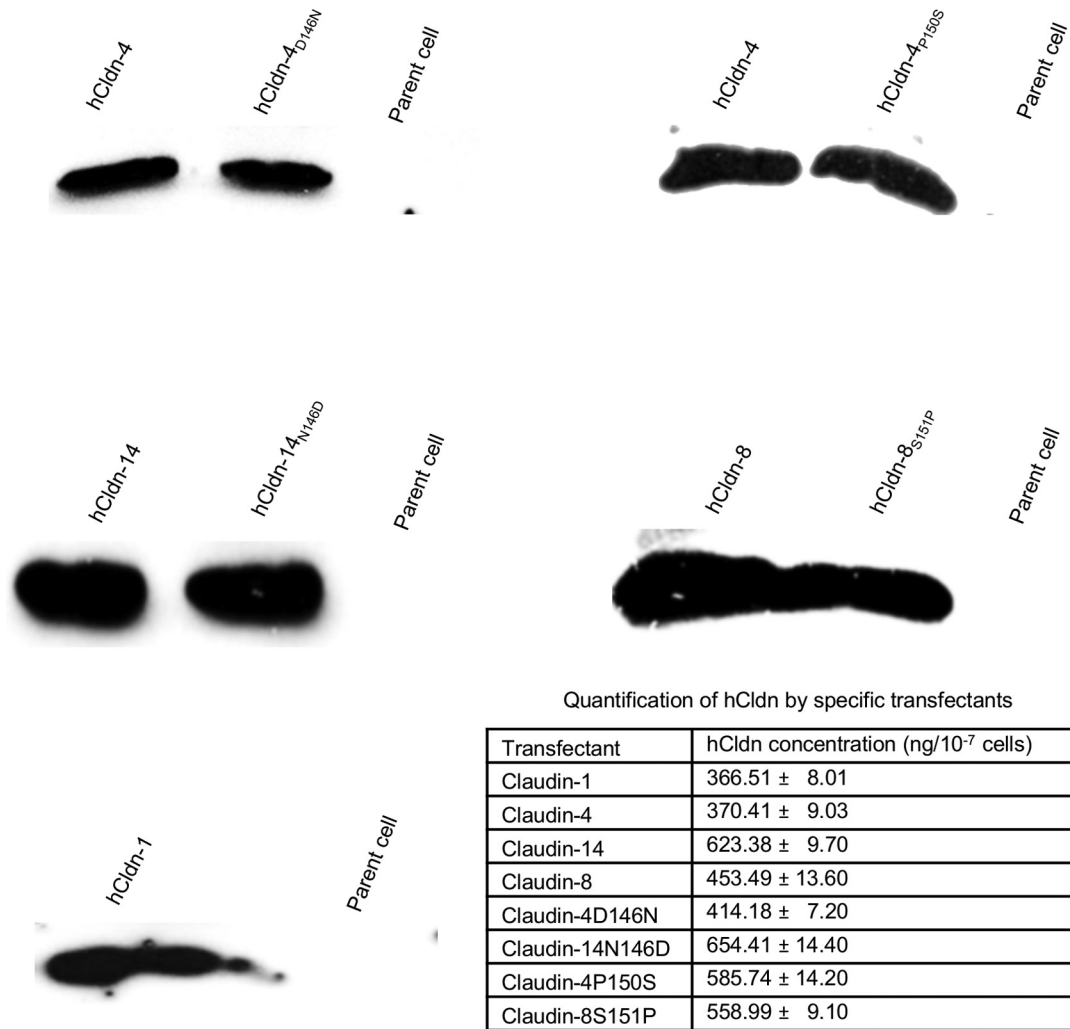 hCldn-4
hCldn-4D146N
Parent cell
hCldn-4
hCldn-4P150S
Parent cell
hCldn-14
hCldn-14N146D
Parent cell
hCldn-8
hCldn-8S151P
Parent cell
hCldn-1
Parent cell
Quantification of hCldn by specific transfectants
Transfectant hCldn concentration (ng/10-7 cells)
Claudin-1 366.51 ± 8.01
Claudin-4 370.41 ± 9.03
Claudin-14 623.38 ± 9.70
Claudin-8 453.49 ± 13.60
Claudin-4D146N 414.18 ± 7.20
Claudin-14N146D 654.41 ± 14.40
Claudin-4P150S 585.74 ± 14.20
Claudin-8S151P 558.99 ± 9.10